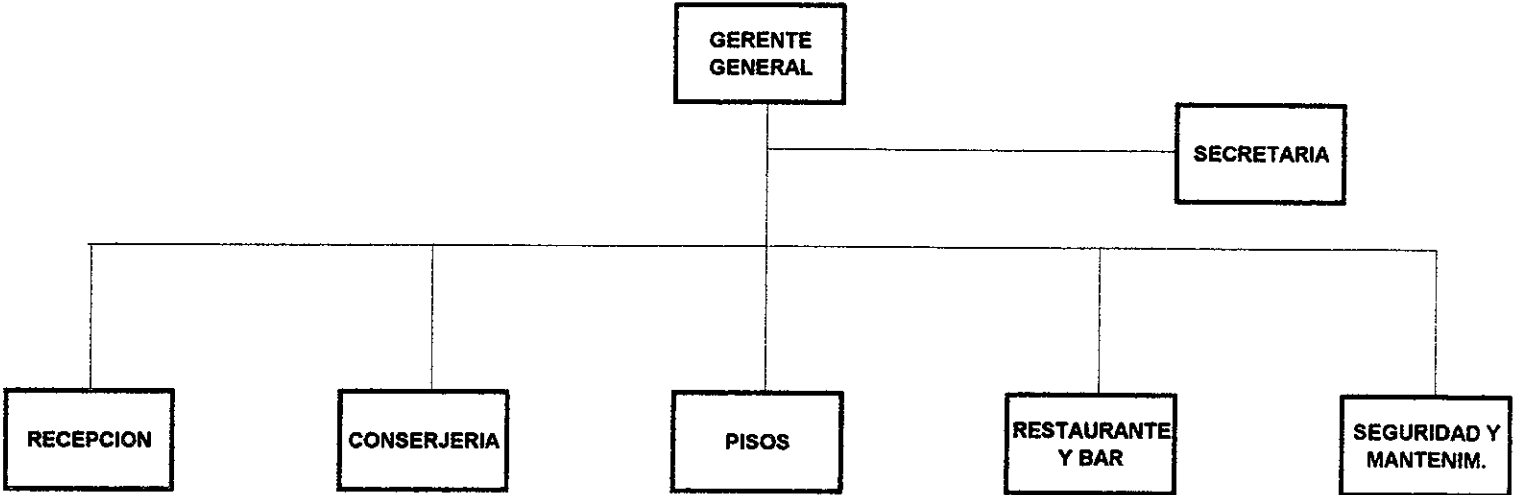 GERENTE
GENERAL
SECRETARIA
RECEPCION
CONSERJERIA
PISOS
RESTAURANTE
Y BAR
SEGURIDAD Y
MANTENIM.